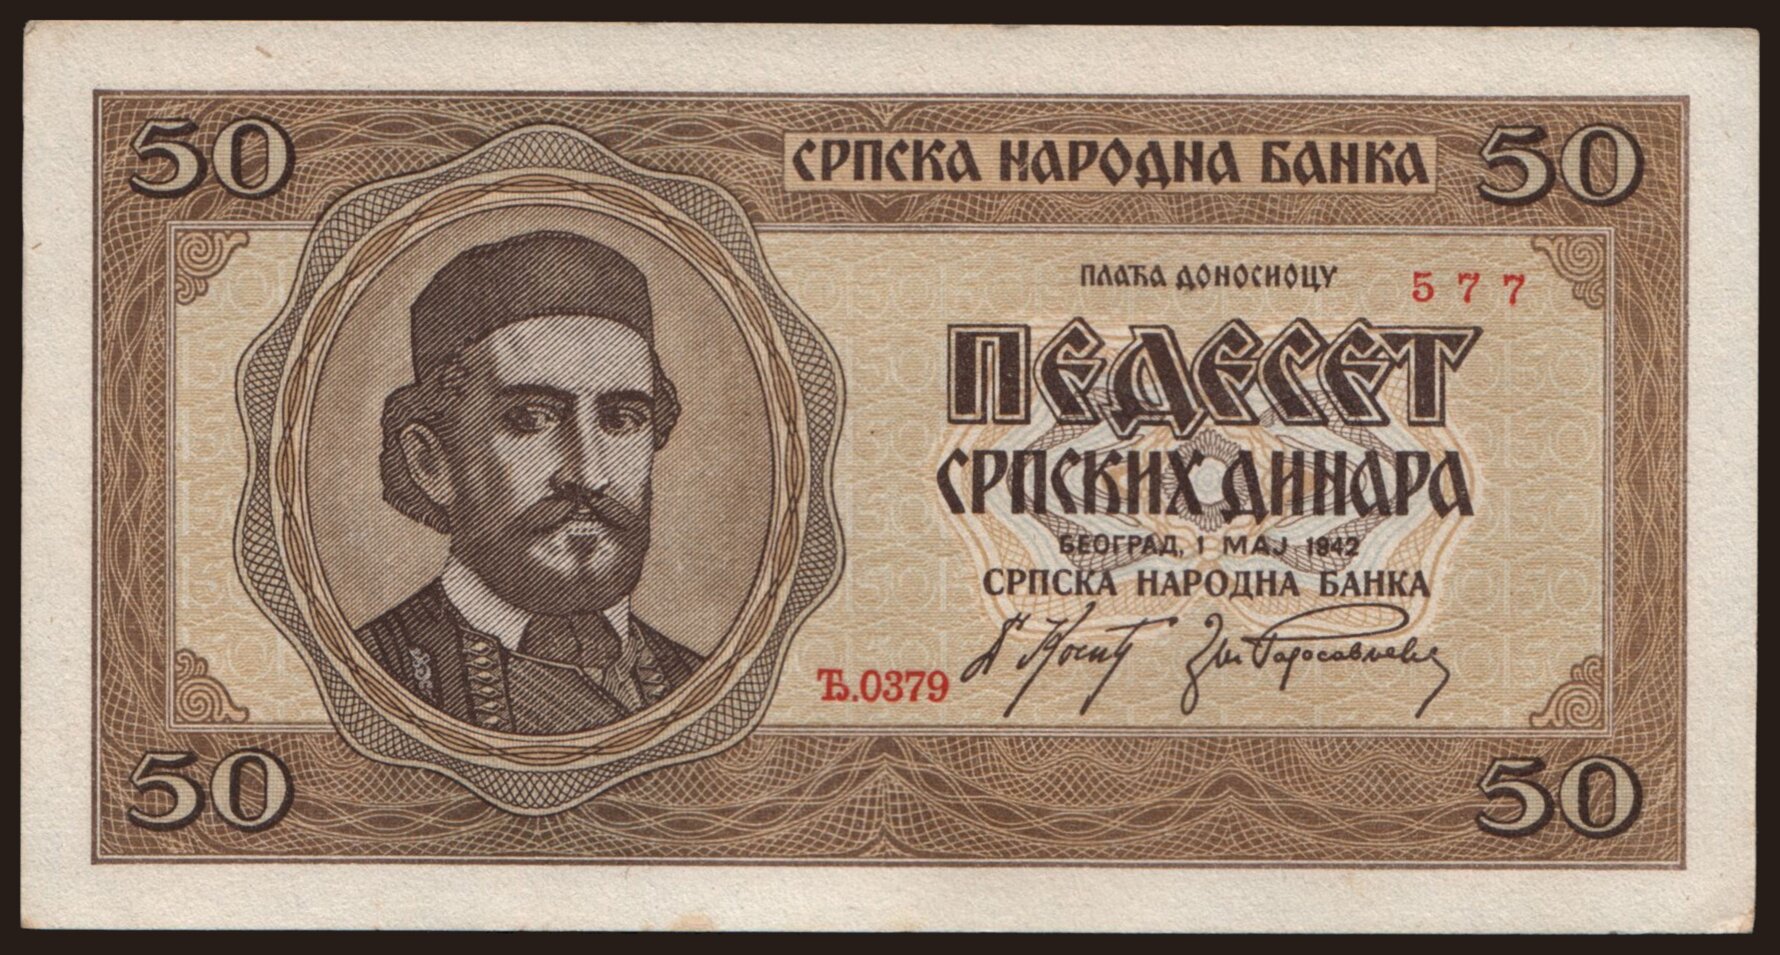 50
СРПСКА НАРОДНА БАНКА
50
ПЛАЋА ДОНОСИОЦУ
577
ПЕДЕСЕТ
СРПСКИХ ДИНАРА
БЕОГРАД, 1 МАЈ 1942
СРПСКА НАРОДНА БАНКА
Ђ.0379
50
50